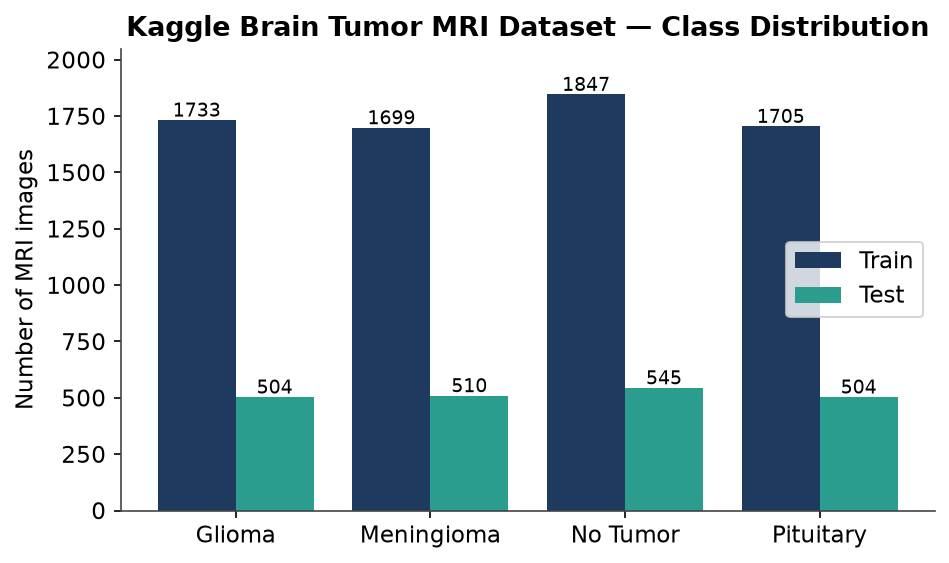 Kaggle Brain Tumor MRI Dataset — Class Distribution
Number of MRI images
2000
1750
1500
1250
1000
750
500
250
0
1733
504
1699
510
1847
545
1705
504
Train
Test
Glioma
Meningioma
No Tumor
Pituitary